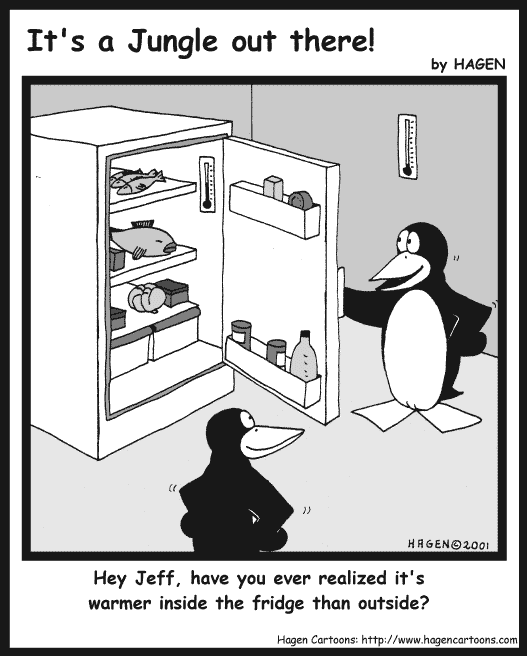 It's a Jungle out there!
by HAGEN
HAGEN©2001
Hey Jeff, have you ever realized it's
warmer inside the fridge than outside?
Hagen Cartoons: http://www.hagencartoons.com